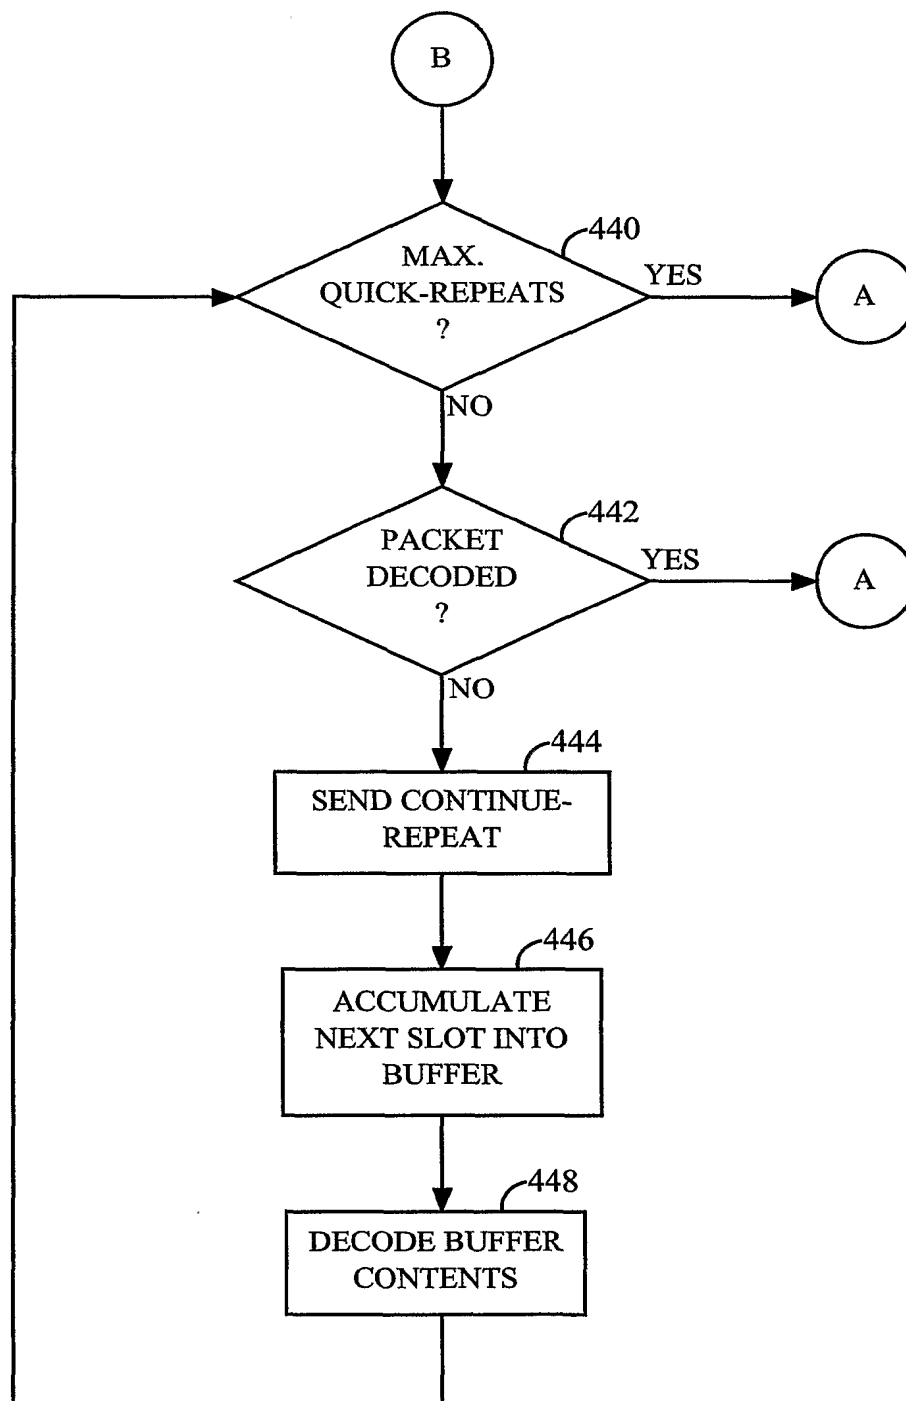 B
440
MAX.
QUICK-REPEATS
?
YES
A
NO
442
PACKET
DECODED
?
YES
A
NO
444
SEND CONTINUE-
REPEAT
446
ACCUMULATE
NEXT SLOT INTO
BUFFER
448
DECODE BUFFER
CONTENTS